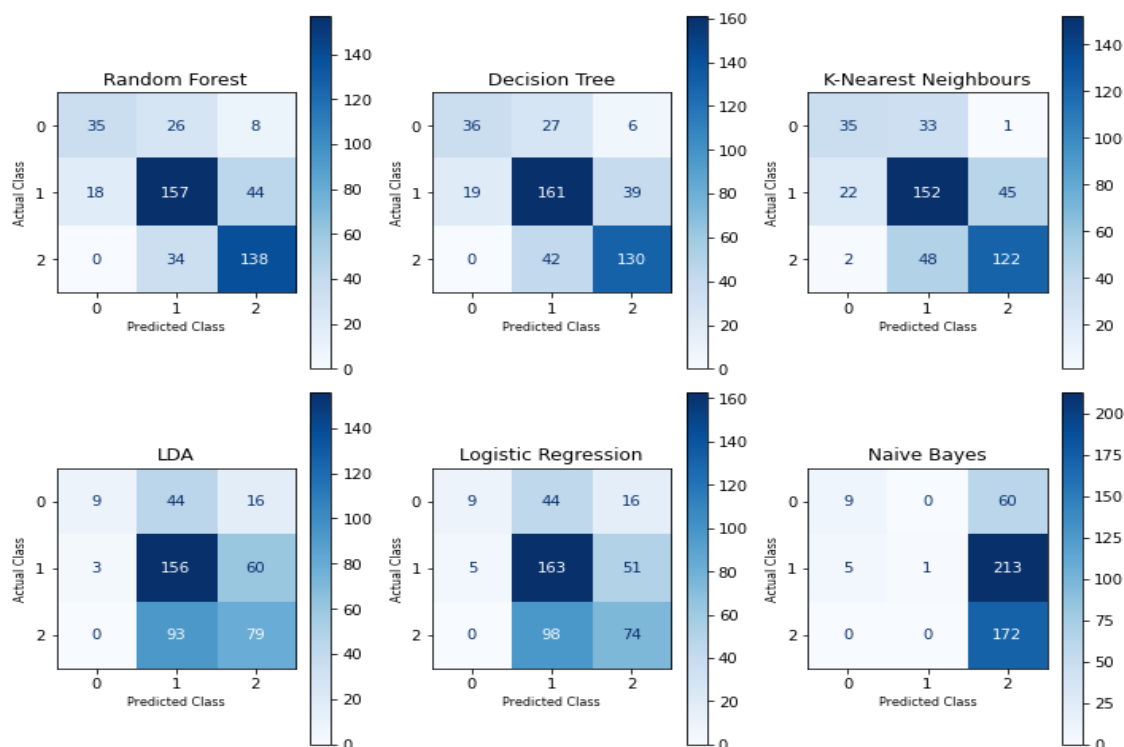 Random Forest
Actual Class
0 35 26 8
1 18 157 44
2 0 34 138
0 1 2
Predicted Class
140
120
100
80
60
40
20
0
Decision Tree
Actual Class
0 36 27 6
1 19 161 39
2 0 42 130
0 1 2
Predicted Class
160
140
120
100
80
60
40
20
0
K-Nearest Neighbours
Actual Class
0 35 33 1
1 22 152 45
2 2 48 122
0 1 2
Predicted Class
140
120
100
80
60
40
20
LDA
Actual Class
0 9 44 16
1 3 156 60
2 0 93 79
0 1 2
Predicted Class
140
120
100
80
60
40
20
0
Logistic Regression
Actual Class
0 9 44 16
1 5 163 51
2 0 98 74
0 1 2
Predicted Class
160
140
120
100
80
60
40
20
0
Naive Bayes
Actual Class
0 9 0 60
1 5 1 213
2 0 0 172
0 1 2
Predicted Class
200
175
150
125
100
75
50
25
0